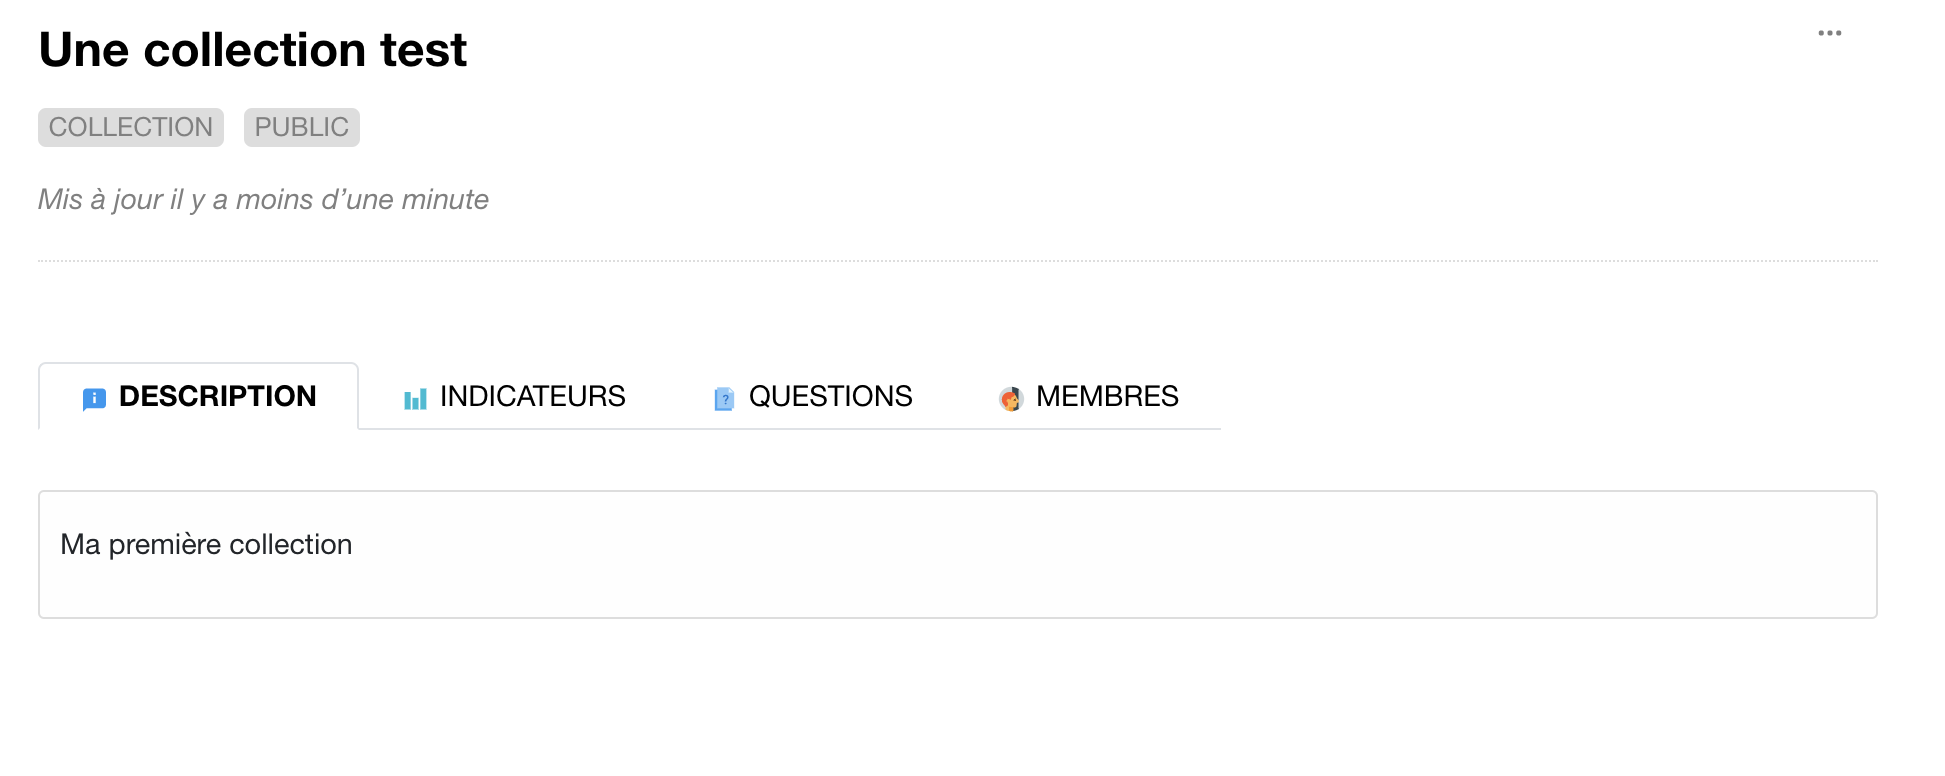 Une collection test
COLLECTION PUBLIC
Mis à jour il y a moins d’une minute
DESCRIPTION INDICATEURS QUESTIONS MEMBRES
Ma première collection